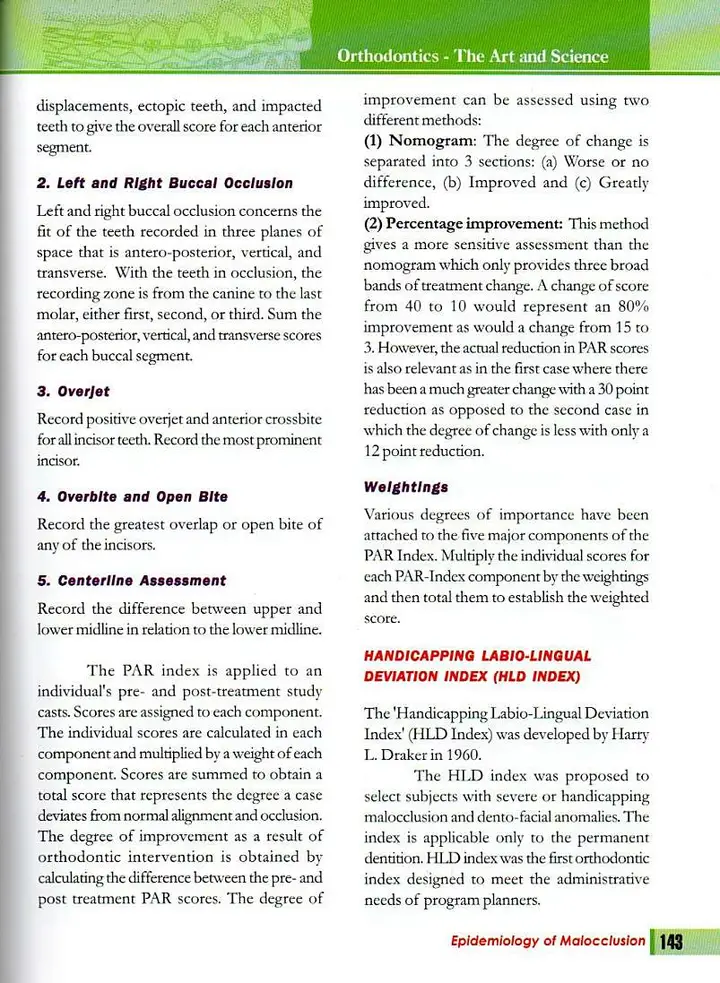 Orthodontics - The Art and Science
displacements, ectopic teeth, and impacted
teeth to give the overall score for each anterior
segment.
2. Left and Right Buccal Occlusion
Left and right buccal occlusion concerns the
fit of the teeth recorded in three planes of
space that is antero-posterior, vertical, and
transverse. With the teeth in occlusion, the
recording zone is from the canine to the last
molar, either first, second, or third. Sum the
antero-posterior, vertical, and transverse scores
for each buccal segment.
3. Overjet
Record positive overjet and anterior crossbite
for all incisor teeth. Record the most prominent
incisor.
4. Overbite and Open Bite
Record the greatest overlap or open bite of
any of the incisors.
5. Centerline Assessment
Record the difference between upper and
lower midline in relation to the lower midline.
The PAR index is applied to an
individual's pre- and post-treatment study
casts. Scores are assigned to each component.
The individual scores are calculated in each
component and multiplied by a weight of each
component. Scores are summed to obtain a
total score that represents the degree a case
deviates from normal alignment and occlusion.
The degree of improvement as a result of
orthodontic intervention is obtained by
calculating the difference between the pre- and
post treatment PAR scores. The degree of
improvement can be assessed using two
different methods:
(1) Nomogram: The degree of change is
separated into 3 sections: (a) Worse or no
difference, (b) Improved and (c) Greatly
improved.
(2) Percentage improvement: This method
gives a more sensitive assessment than the
nomogram which only provides three broad
bands of treatment change. A change of score
from 40 to 10 would represent an 80%
improvement as would a change from 15 to
3. However, the actual reduction in PAR scores
is also relevant as in the first case where there
has been a much greater change with a 30 point
reduction as opposed to the second case in
which the degree of change is less with only a
12 point reduction.
Weightings
Various degrees of importance have been
attached to the five major components of the
PAR Index. Multiply the individual scores for
each PAR-Index component by the weightings
and then total them to establish the weighted
score.
HANDICAPPING LABIO-LINGUAL
DEVIATION INDEX (HLD INDEX)
The 'Handicapping Labio-Lingual Deviation
Index' (HLD Index) was developed by Harry
L. Draker in 1960.
The HLD index was proposed to
select subjects with severe or handicapping
malocclusion and dento-facial anomalies. The
index is applicable only to the permanent
dentition. HLD index was the first orthodontic
index designed to meet the administrative
needs of program planners.
Epidemiology of Malocclusion 143